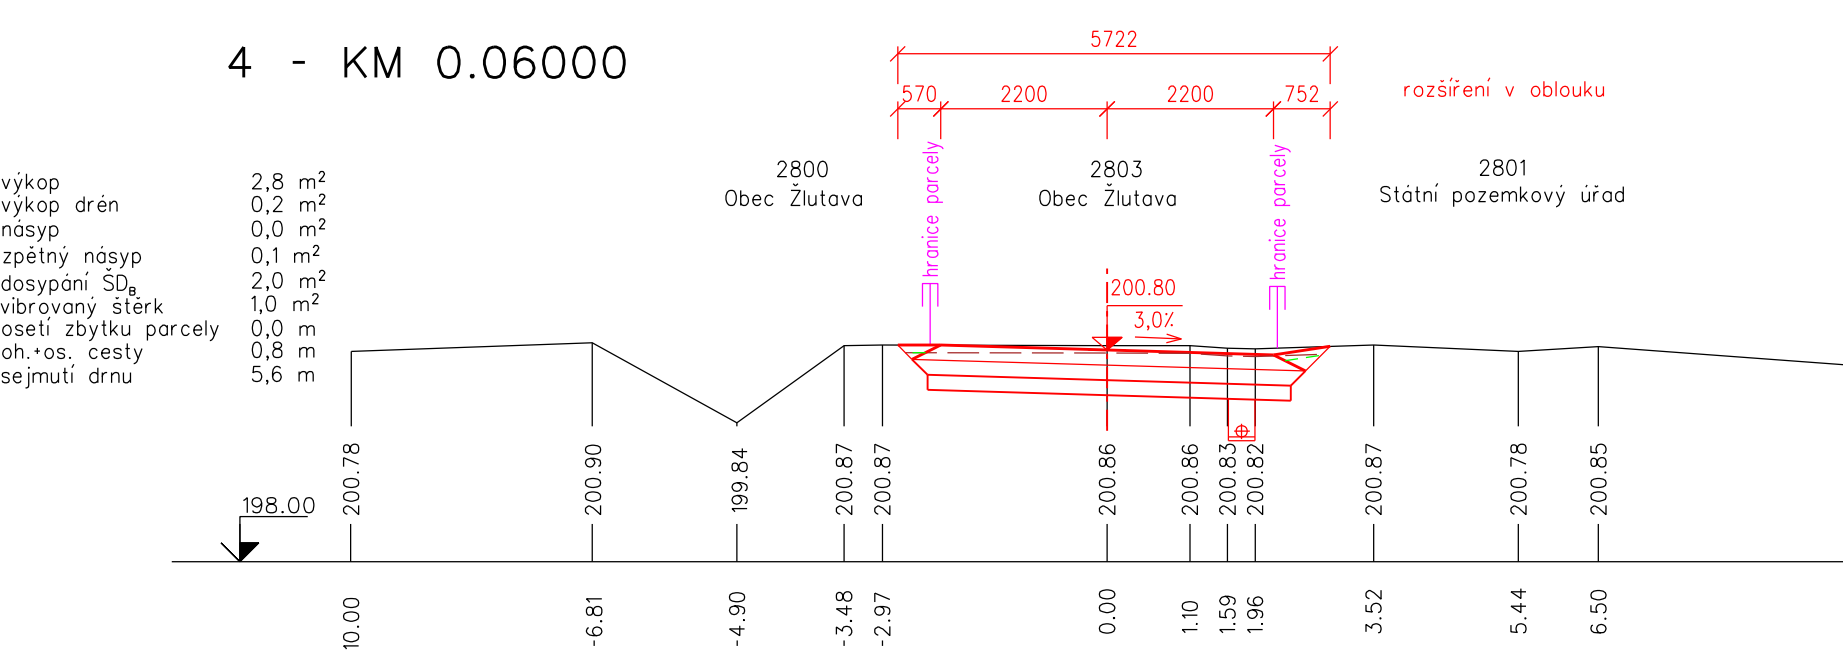 4 - KM 0.06000
5722
570 2200 2200 752
rozšíření v oblouku
hranice parcely
hranice parcely
2800
Obec Žlutava
2803
Obec Žlutava
2801
Státní pozemkový úřad
výkop 2,8 m²
výkop drén 0,2 m²
násyp 0,0 m²
zpětný násyp 0,1 m²
dosypání ŠDB 2,0 m²
vibrovaný štěrk 1,0 m²
osetí zbytku parcely 0,0 m
oh.+os. cesty 0,8 m
sejmutí drnu 5,6 m
200.80
3,0%
198.00
200.78 200.90 199.84 200.87 200.87 200.86 200.86 200.83 200.82 200.87 200.78 200.85
10.00 -6.81 -4.90 -3.48 -2.97 0.00 1.10 1.59 1.96 3.52 5.44 6.50